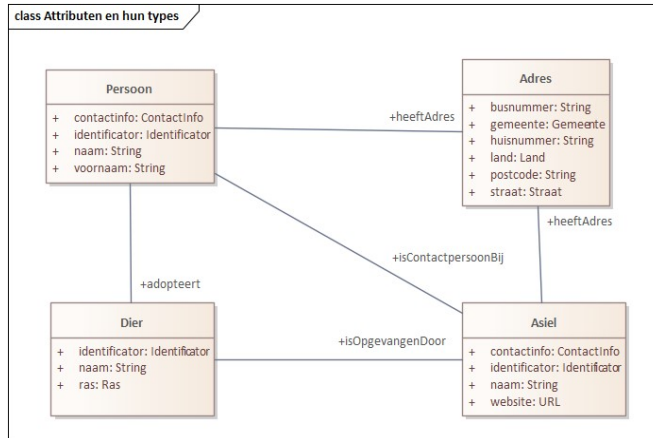 class Attributen en hun types
Persoon
+ contactinfo: ContactInfo
+ identificator: Identificator
+ naam: String
+ voornaam: String
+heeftAdres
Adres
+ busnummer: String
+ gemeente: Gemeente
+ huisnummer: String
+ land: Land
+ postcode: String
+ straat: Straat
+heeftAdres
+isContactpersoonBij
+adopteert
Dier
+ identificator: Identificator
+ naam: String
+ ras: Ras
+isOpgevangenDoor
Asiel
+ contactinfo: ContactInfo
+ identificator: Identificator
+ naam: String
+ website: URL